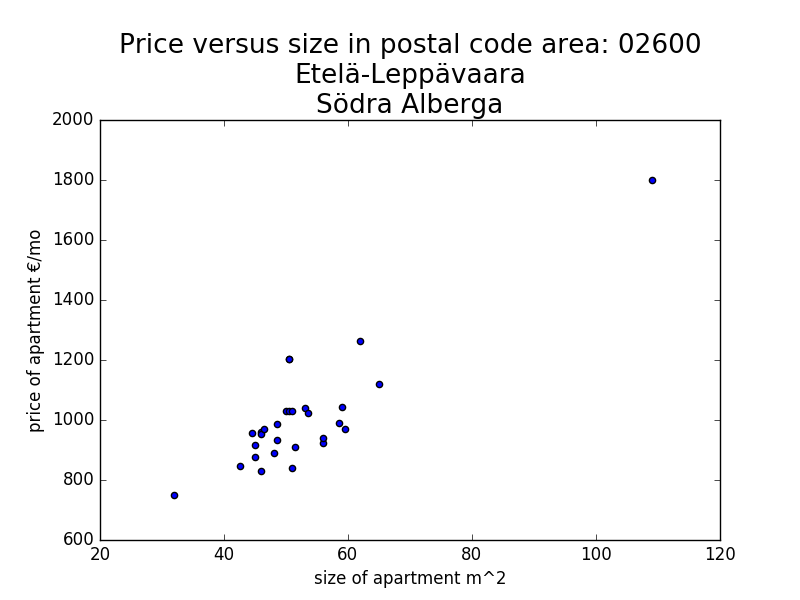 Price versus size in postal code area: 02600
Etelä-Leppävaara
Södra Alberga
2000
1800
1600
1400
1200
1000
800
600
price of apartment €/mo
20 40 60 80 100 120
size of apartment m^2